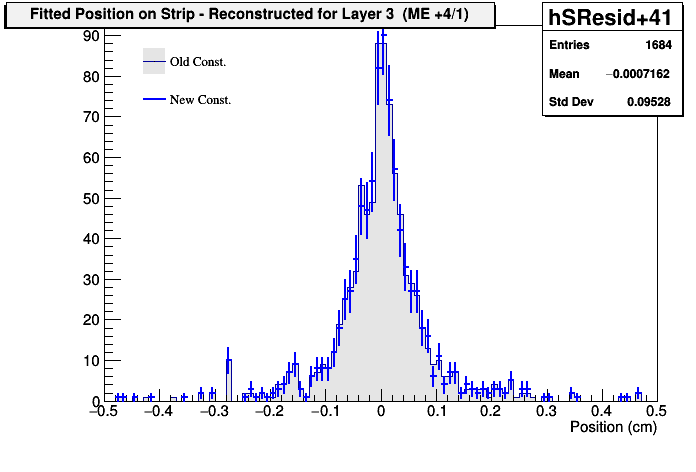 Fitted Position on Strip - Reconstructed for Layer 3 (ME +4/1)
hSResid+41
Entries 1684
Mean −0.0007162
Std Dev 0.09528
Old Const.
New Const.
90
80
70
60
50
40
30
20
10
0
−0.5 −0.4 −0.3 −0.2 −0.1 0 0.1 0.2 0.3 0.4 0.5
Position (cm)